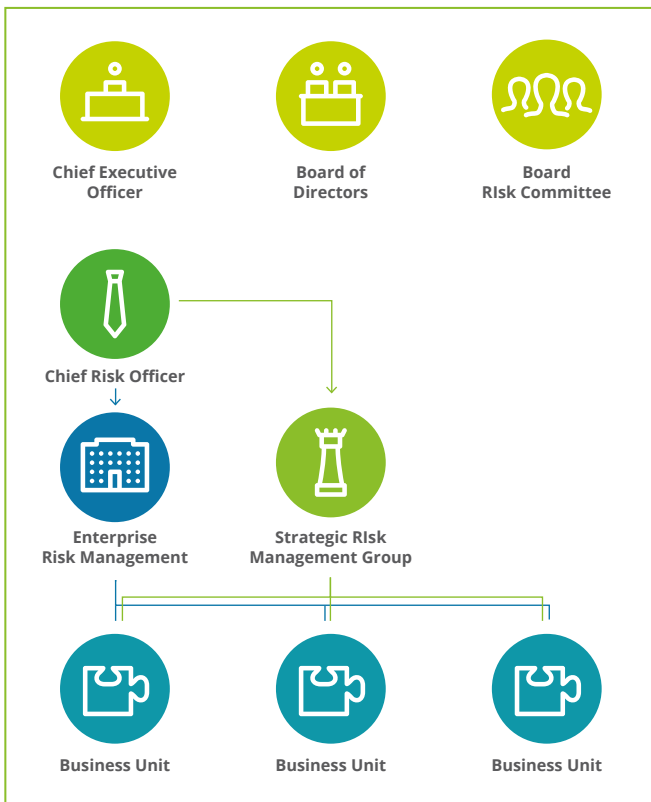 Chief Executive
Officer
Board of
Directors
Board
RIsk Committee
Chief Risk Officer
Enterprise
Risk Management
Strategic RIsk
Management Group
Business Unit
Business Unit
Business Unit